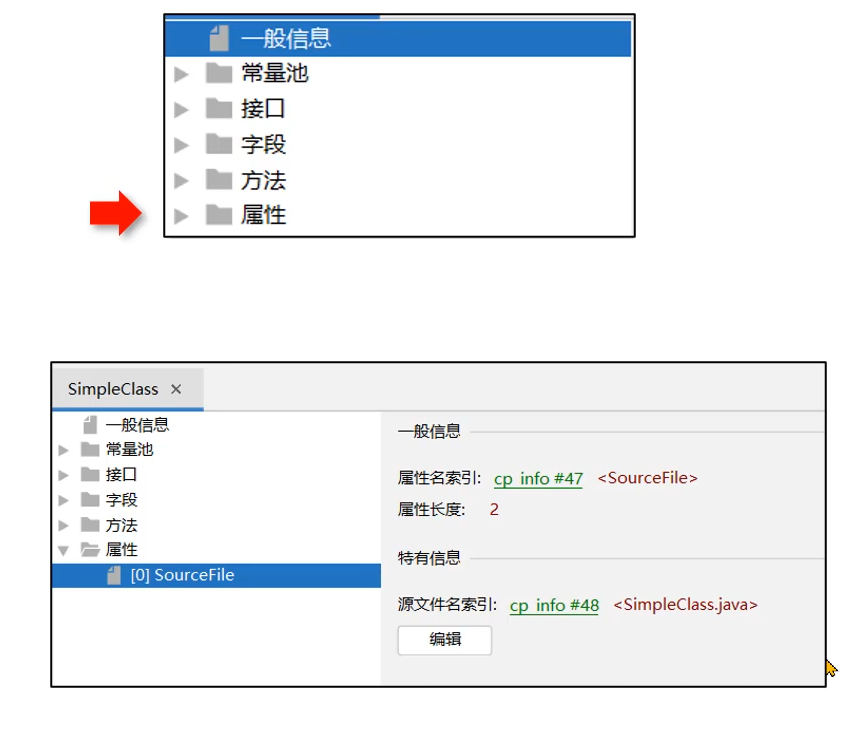 一般信息
常量池
接口
字段
方法
属性
SimpleClass ×
一般信息
常量池
接口
字段
方法
属性
[0] SourceFile
一般信息
属性名索引: cp_info #47 <SourceFile>
属性长度: 2
特有信息
源文件名索引: cp_info #48 <SimpleClass.java>
编辑